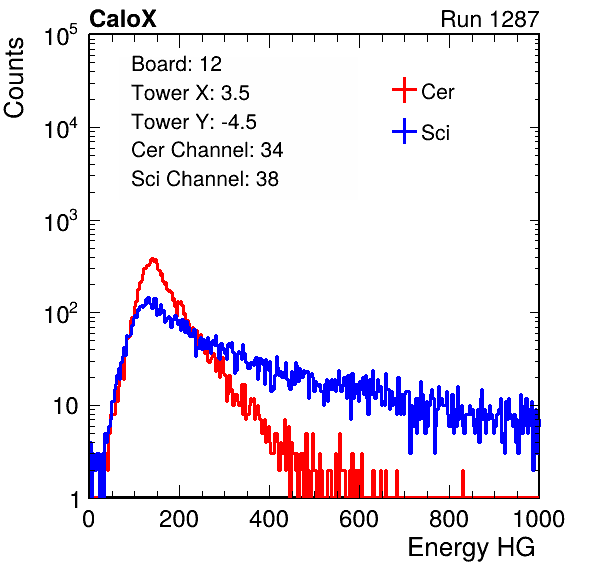 CaloX Run 1287
Counts
Board: 12
Tower X: 3.5
Tower Y: -4.5
Cer Channel: 34
Sci Channel: 38
Cer
Sci
10^5
10^4
10^3
10^2
10
1
0 200 400 600 800 1000
Energy HG